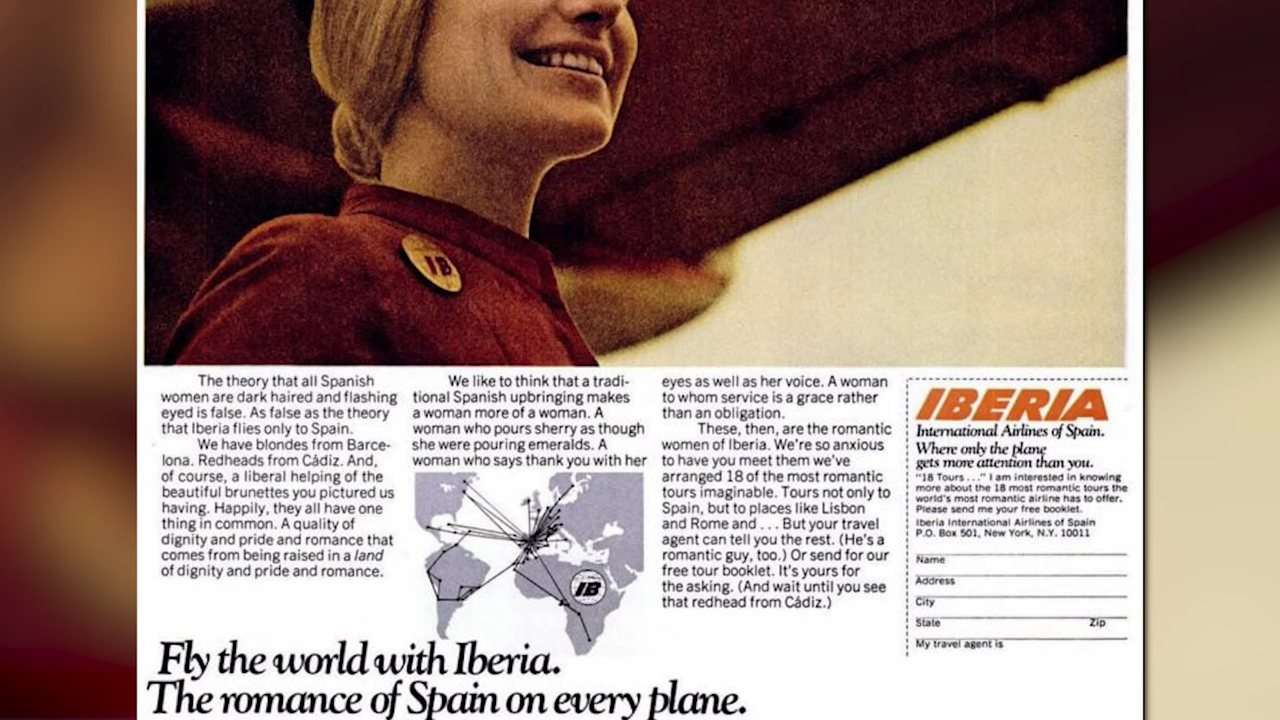 IB
The theory that all Spanish
women are dark haired and flashing
eyed is false. As false as the theory
that Iberia flies only to Spain.
We have blondes from Barce-
lona. Redheads from Cádiz. And,
of course, a liberal helping of the
beautiful brunettes you pictured us
having. Happily, they all have one
thing in common. A quality of
dignity and pride and romance that
comes from being raised in a land
of dignity and pride and romance.
We like to think that a tradi-
tional Spanish upbringing makes
a woman more of a woman. A
woman who pours sherry as though
she were pouring emeralds. A
woman who says thank you with her
IB
eyes as well as her voice. A woman
to whom service is a grace rather
than an obligation.
These, then, are the romantic
women of Iberia. We're so anxious
to have you meet them we've
arranged 18 of the most romantic
tours imaginable. Tours not only to
Spain, but to places like Lisbon
and Rome and . . . But your travel
agent can tell you the rest. (He's a
romantic guy, too.) Or send for our
free tour booklet. It's yours for
the asking. (And wait until you see
that redhead from Cádiz.)
IBERIA
International Airlines of Spain.
Where only the plane
gets more attention than you.
"18 Tours . . ." I am interested in knowing
more about the 18 most romantic tours the
world's most romantic airline has to offer.
Please send me your free booklet.
Iberia International Airlines of Spain
P.O. Box 501, New York, N.Y. 10011
Name
Address
City
State Zip
My travel agent is
Fly the world with Iberia.
The romance of Spain on every plane.